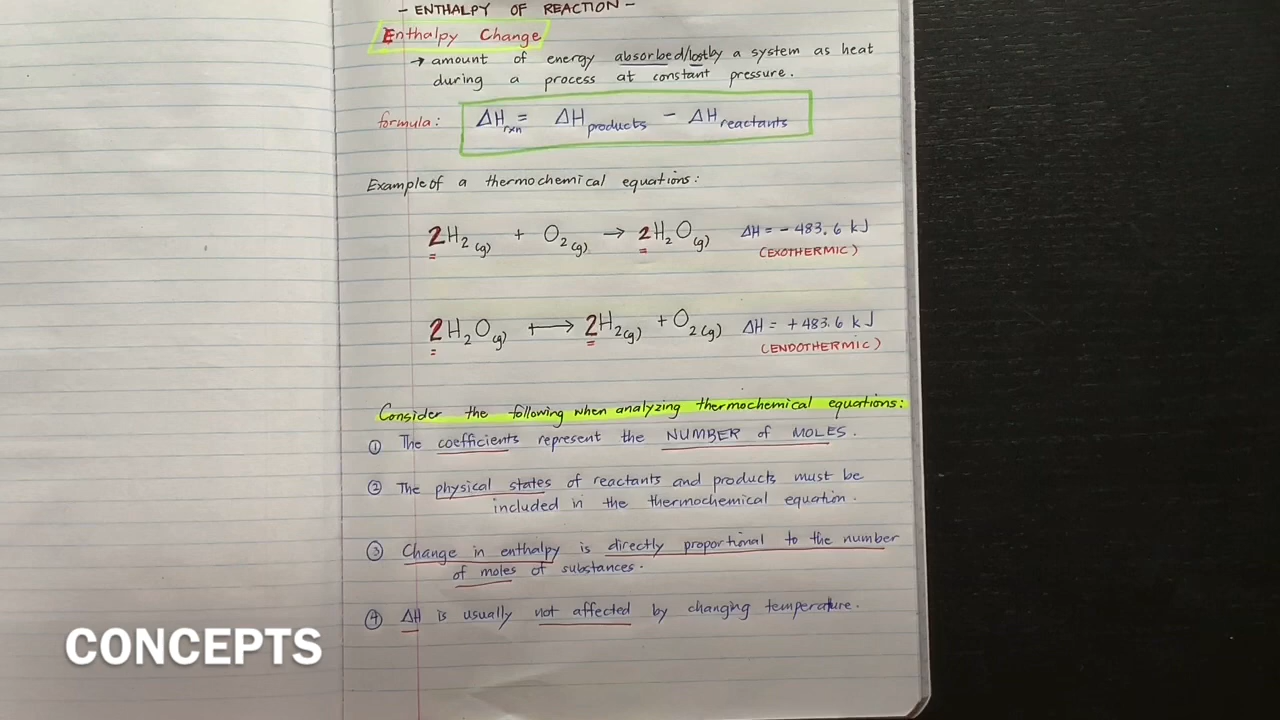 - ENTHALPY OF REACTION -
Enthalpy Change
→ amount of energy absorbed/lost by a system as heat
during a process at constant pressure.
formula: ΔHrxn = ΔHproducts - ΔHreactants
Example of a thermochemical equations:
2H2(g) + O2(g) → 2H2O(g) ΔH = - 483.6 kJ
(EXOTHERMIC)
2H2O(g) ⟼ 2H2(g) + O2(g) ΔH = +483.6 kJ
(ENDOTHERMIC)
Consider the following when analyzing thermochemical equations:
① The coefficients represent the NUMBER of MOLES.
② The physical states of reactants and products must be
included in the thermochemical equation.
③ Change in enthalpy is directly proportional to the number
of moles of substances.
④ ΔH is usually not affected by changing temperature.
CONCEPTS